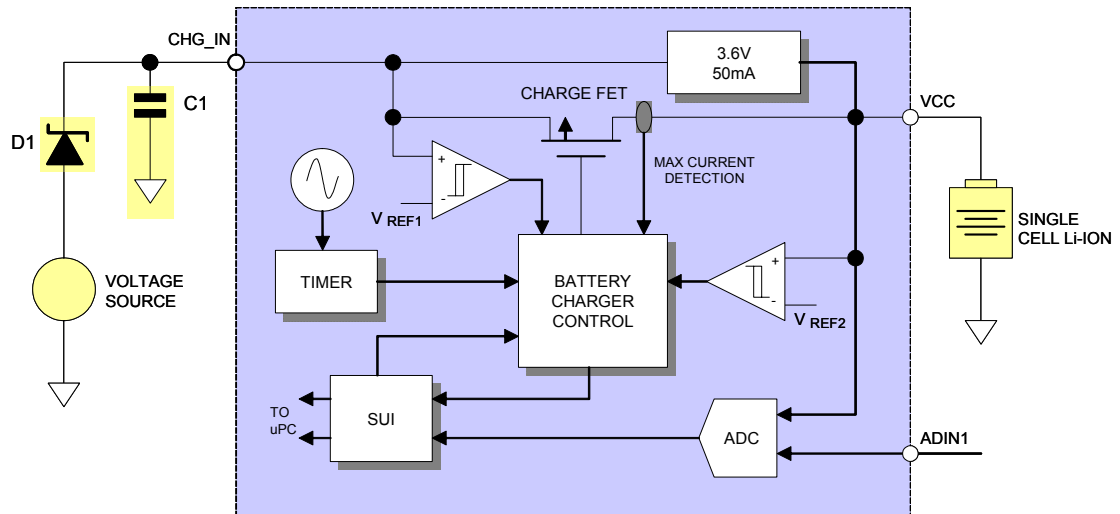 CHG_IN
C1
D1
VOLTAGE
SOURCE
3.6V
50mA
CHARGE FET
VCC
MAX CURRENT
DETECTION
+
-
V REF1
TIMER
BATTERY
CHARGER
CONTROL
+
-
V REF2
SINGLE
CELL Li-ION
TO
uPC
SUI
ADC
ADIN1